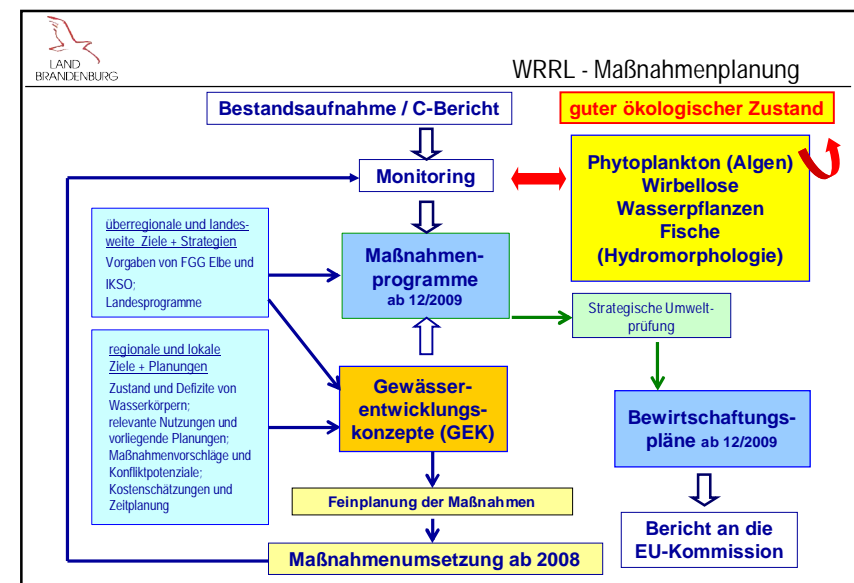 LAND
BRANDENBURG
WRRL - Maßnahmenplanung
Bestandsaufnahme / C-Bericht
guter ökologischer Zustand
Monitoring
Phytoplankton (Algen)
Wirbellose
Wasserpflanzen
Fische
(Hydromorphologie)
überregionale und landes-
weite Ziele + Strategien
Vorgaben von FGG Elbe und
IKSO;
Landesprogramme
Maßnahmen-
programme
ab 12/2009
Strategische Umwelt-
prüfung
regionale und lokale
Ziele + Planungen
Zustand und Defizite von
Wasserkörpern;
relevante Nutzungen und
vorliegende Planungen;
Maßnahmenvorschläge und
Konfliktpotenziale;
Kostenschätzungen und
Zeitplanung
Gewässer-
entwicklungs-
konzepte (GEK)
Bewirtschaftungs-
pläne ab 12/2009
Feinplanung der Maßnahmen
Maßnahmenumsetzung ab 2008
Bericht an die
EU-Kommission